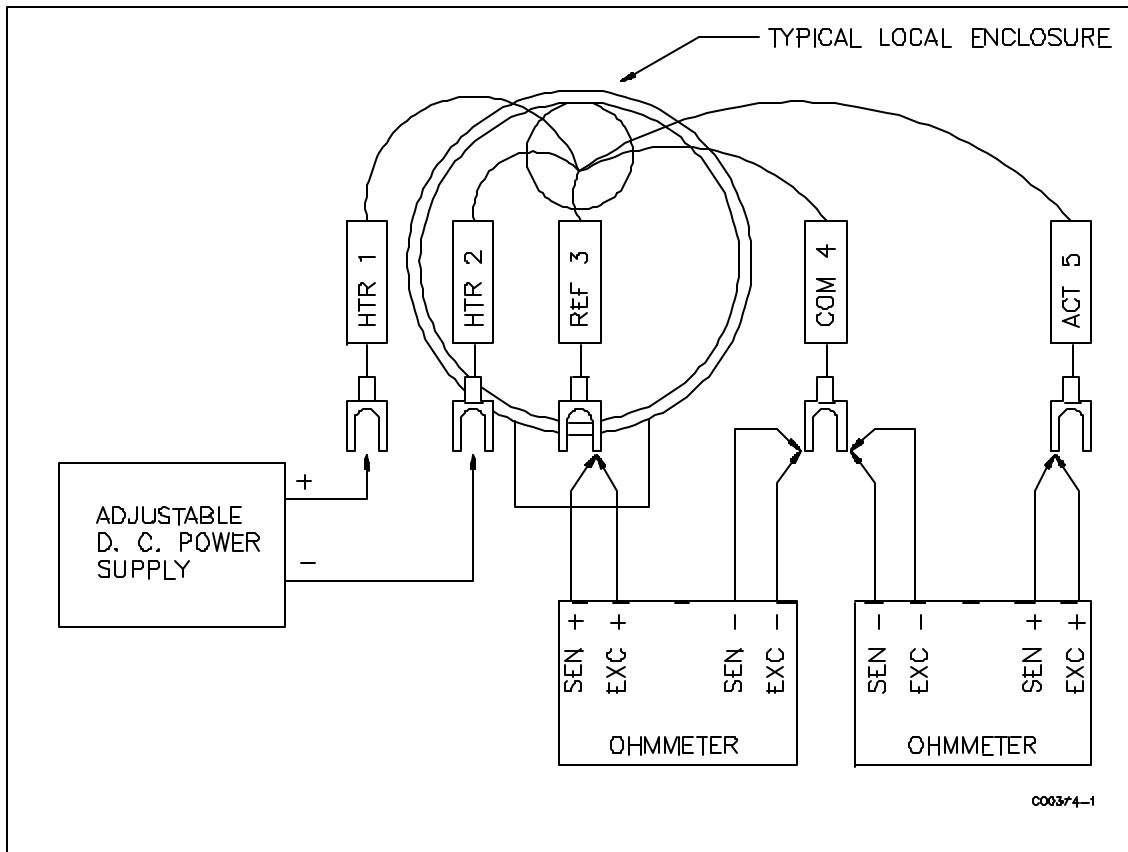 TYPICAL LOCAL ENCLOSURE
HTR 1
HTR 2
REF 3
COM 4
ACT 5
+
−
ADJUSTABLE
D. C. POWER
SUPPLY
SEN +
EXC +
SEN −
EXC −
OHMMETER
SEN −
EXC −
SEN +
EXC +
OHMMETER
C00374-1